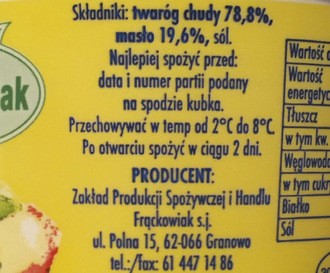 Składniki: twaróg chudy 78,8%,
masło 19,6%, sól.
Najlepiej spożyć przed:
data i numer partii podany
na spodzie kubka.
Przechowywać w temp od 2°C do 8°C
Po otwarciu spożyć w ciągu 2 dni.
PRODUCENT:
Zakład Produkcji Spożywczej i Handlu
Frąckowiak s.j.
ul. Polna 15, 62-066 Granowo
tel.:/fax: 61 447 14 86
ak
Wartość
Wartość
energetyc
Tłuszcz
w tym kw.
Węglowoda
w tym cukr
Białko
Sól